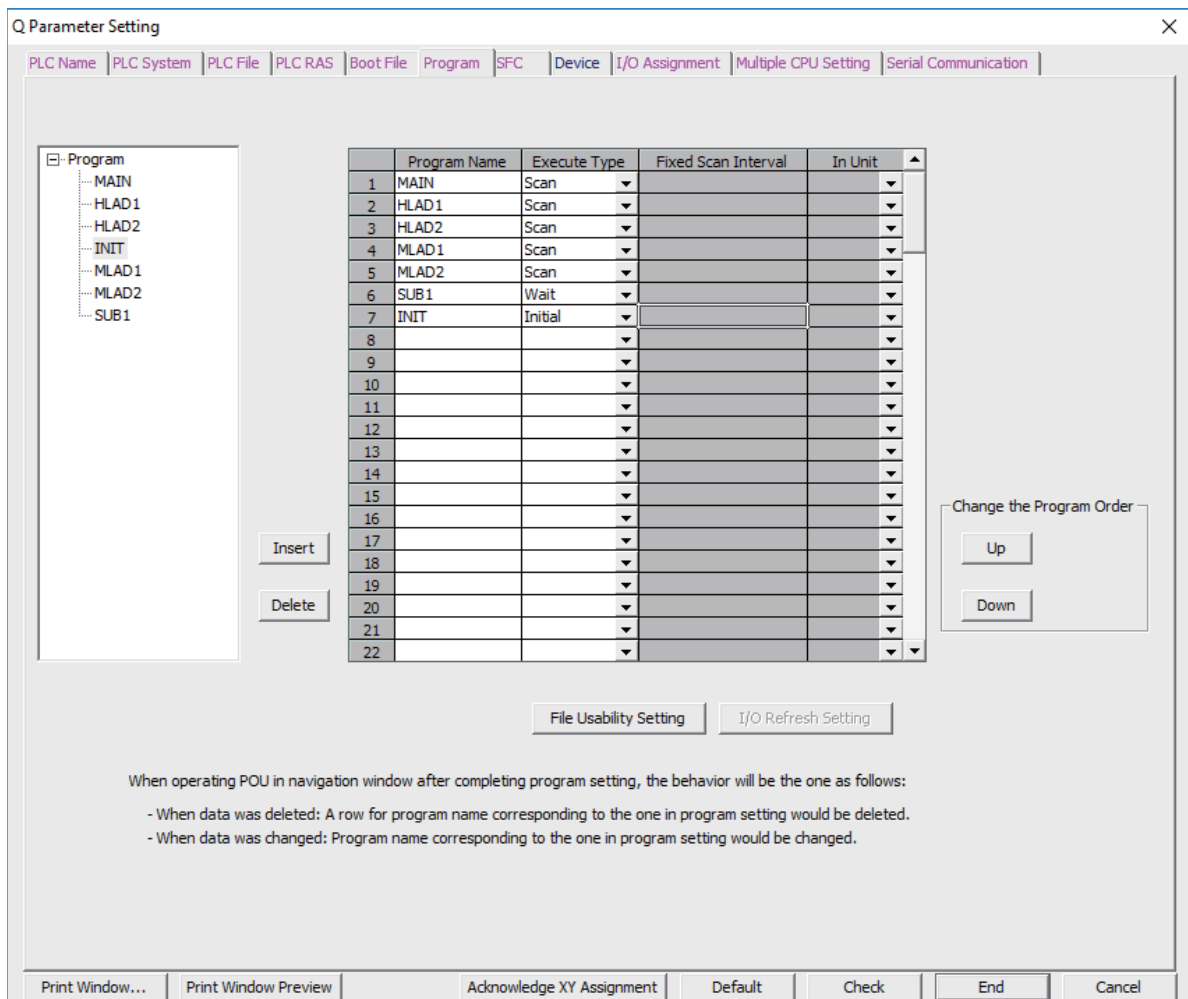 Q Parameter Setting
PLC Name PLC System PLC File PLC RAS Boot File Program SFC Device I/O Assignment Multiple CPU Setting Serial Communication
Program
MAIN
HLAD1
HLAD2
INIT
MLAD1
MLAD2
SUB1
Program Name Execute Type Fixed Scan Interval In Unit
1 MAIN Scan
2 HLAD1 Scan
3 HLAD2 Scan
4 MLAD1 Scan
5 MLAD2 Scan
6 SUB1 Wait
7 INIT Initial
8
9
10
11
12
13
14
15
16
17
18
19
20
21
22
Insert
Delete
Change the Program Order
Up
Down
File Usability Setting I/O Refresh Setting
When operating POU in navigation window after completing program setting, the behavior will be the one as follows:
- When data was deleted: A row for program name corresponding to the one in program setting would be deleted.
- When data was changed: Program name corresponding to the one in program setting would be changed.
Print Window... Print Window Preview Acknowledge XY Assignment Default Check End Cancel